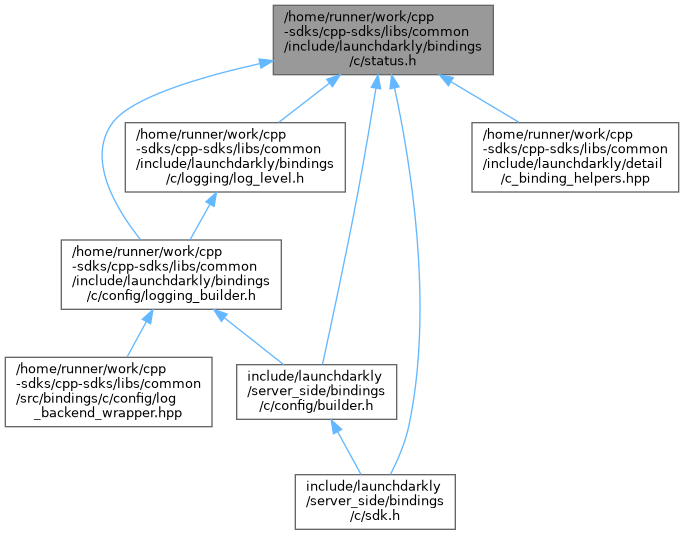 /home/runner/work/cpp
-sdks/cpp-sdks/libs/common
/include/launchdarkly/bindings
/c/status.h
/home/runner/work/cpp
-sdks/cpp-sdks/libs/common
/include/launchdarkly/bindings
/c/logging/log_level.h
/home/runner/work/cpp
-sdks/cpp-sdks/libs/common
/include/launchdarkly/detail
/c_binding_helpers.hpp
/home/runner/work/cpp
-sdks/cpp-sdks/libs/common
/include/launchdarkly/bindings
/c/config/logging_builder.h
/home/runner/work/cpp
-sdks/cpp-sdks/libs/common
/src/bindings/c/config/log
_backend_wrapper.hpp
include/launchdarkly
/server_side/bindings
/c/config/builder.h
include/launchdarkly
/server_side/bindings
/c/sdk.h